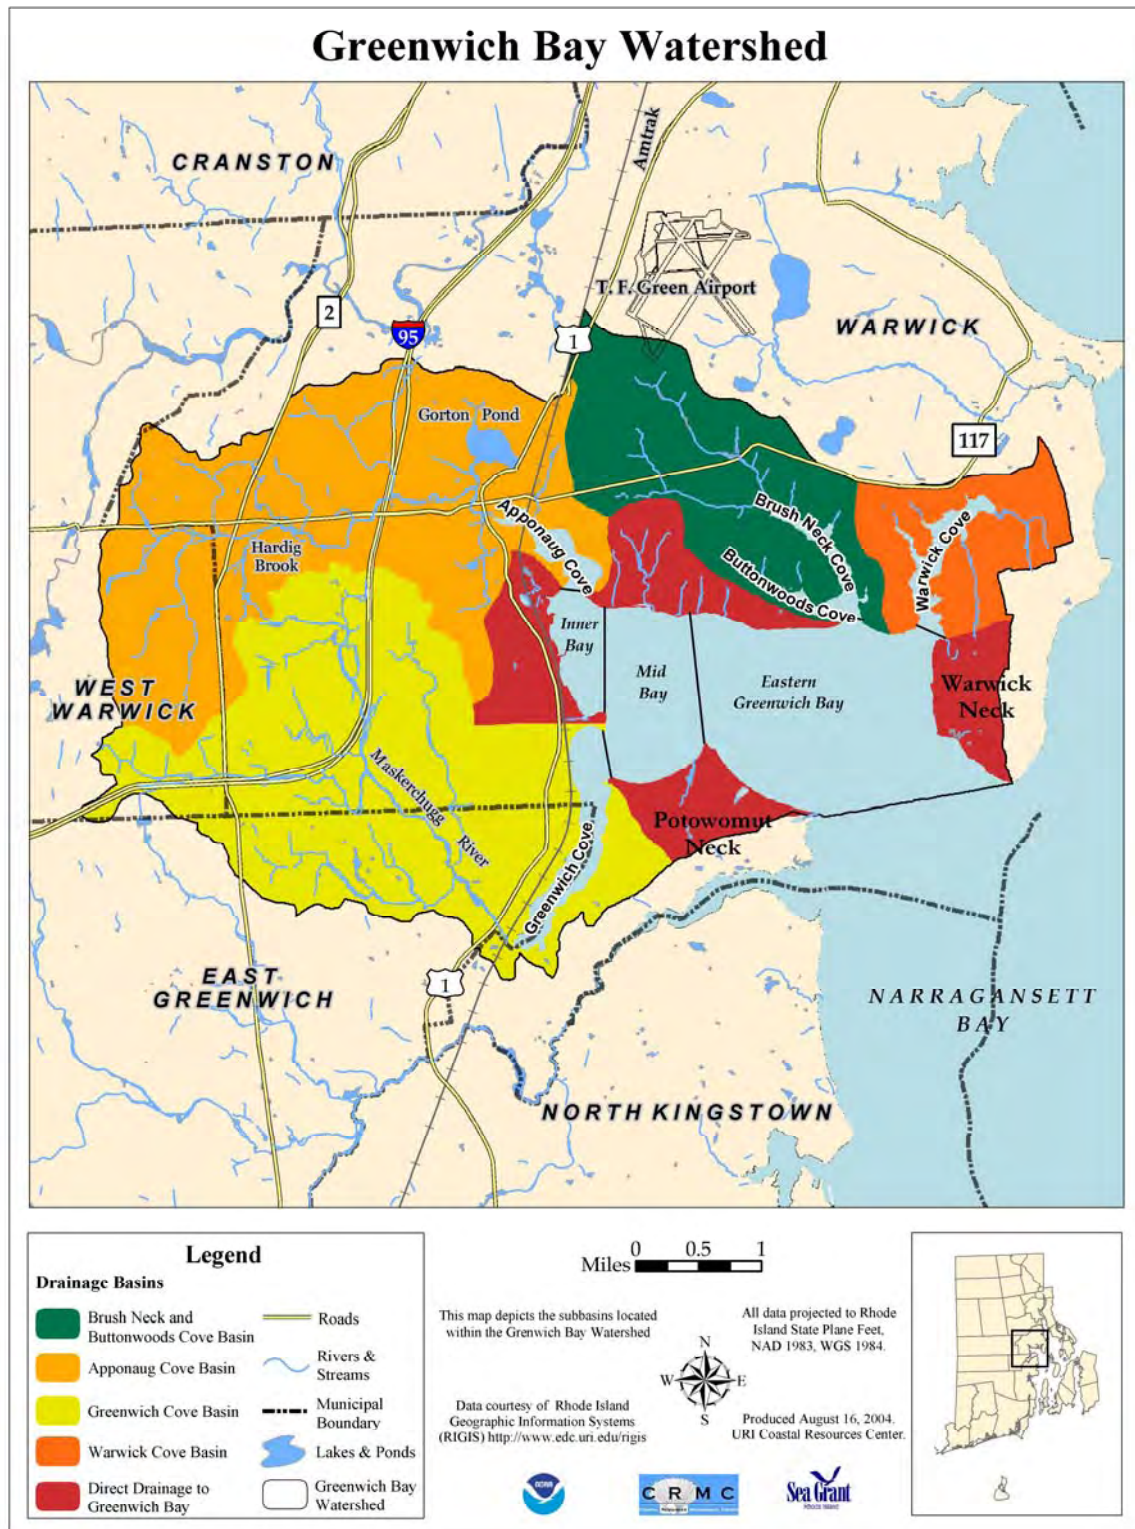 Greenwich Bay Watershed
CRANSTON
Amtrak
T. F. Green Airport
WARWICK
2
95
1
117
Gorton Pond
Apponaug Cove
Brush Neck Cove
Buttonwoods Cove
Warwick Cove
Hardig
Brook
Inner
Bay
Mid
Bay
Eastern
Greenwich Bay
Warwick
Neck
WEST
WARWICK
Maskerchugg
River
Potowomut
Neck
Greenwich Cove
EAST
GREENWICH
1
NARRAGANSETT
BAY
NORTH KINGSTOWN
Legend
Drainage Basins
Brush Neck and
Buttonwoods Cove Basin
Apponaug Cove Basin
Greenwich Cove Basin
Warwick Cove Basin
Direct Drainage to
Greenwich Bay
Roads
Rivers &
Streams
Municipal
Boundary
Lakes & Ponds
Greenwich Bay
Watershed
0 0.5 1
Miles
This map depicts the subbasins located
within the Grenwich Bay Watershed
All data projected to Rhode
Island State Plane Feet,
NAD 1983, WGS 1984.
N
W E
S
Data courtesy of Rhode Island
Geographic Information Systems
(RIGIS) http://www.edc.uri.edu/rigis
Produced August 16, 2004.
URI Coastal Resources Center.
NOAA
CRMC
Sea Grant